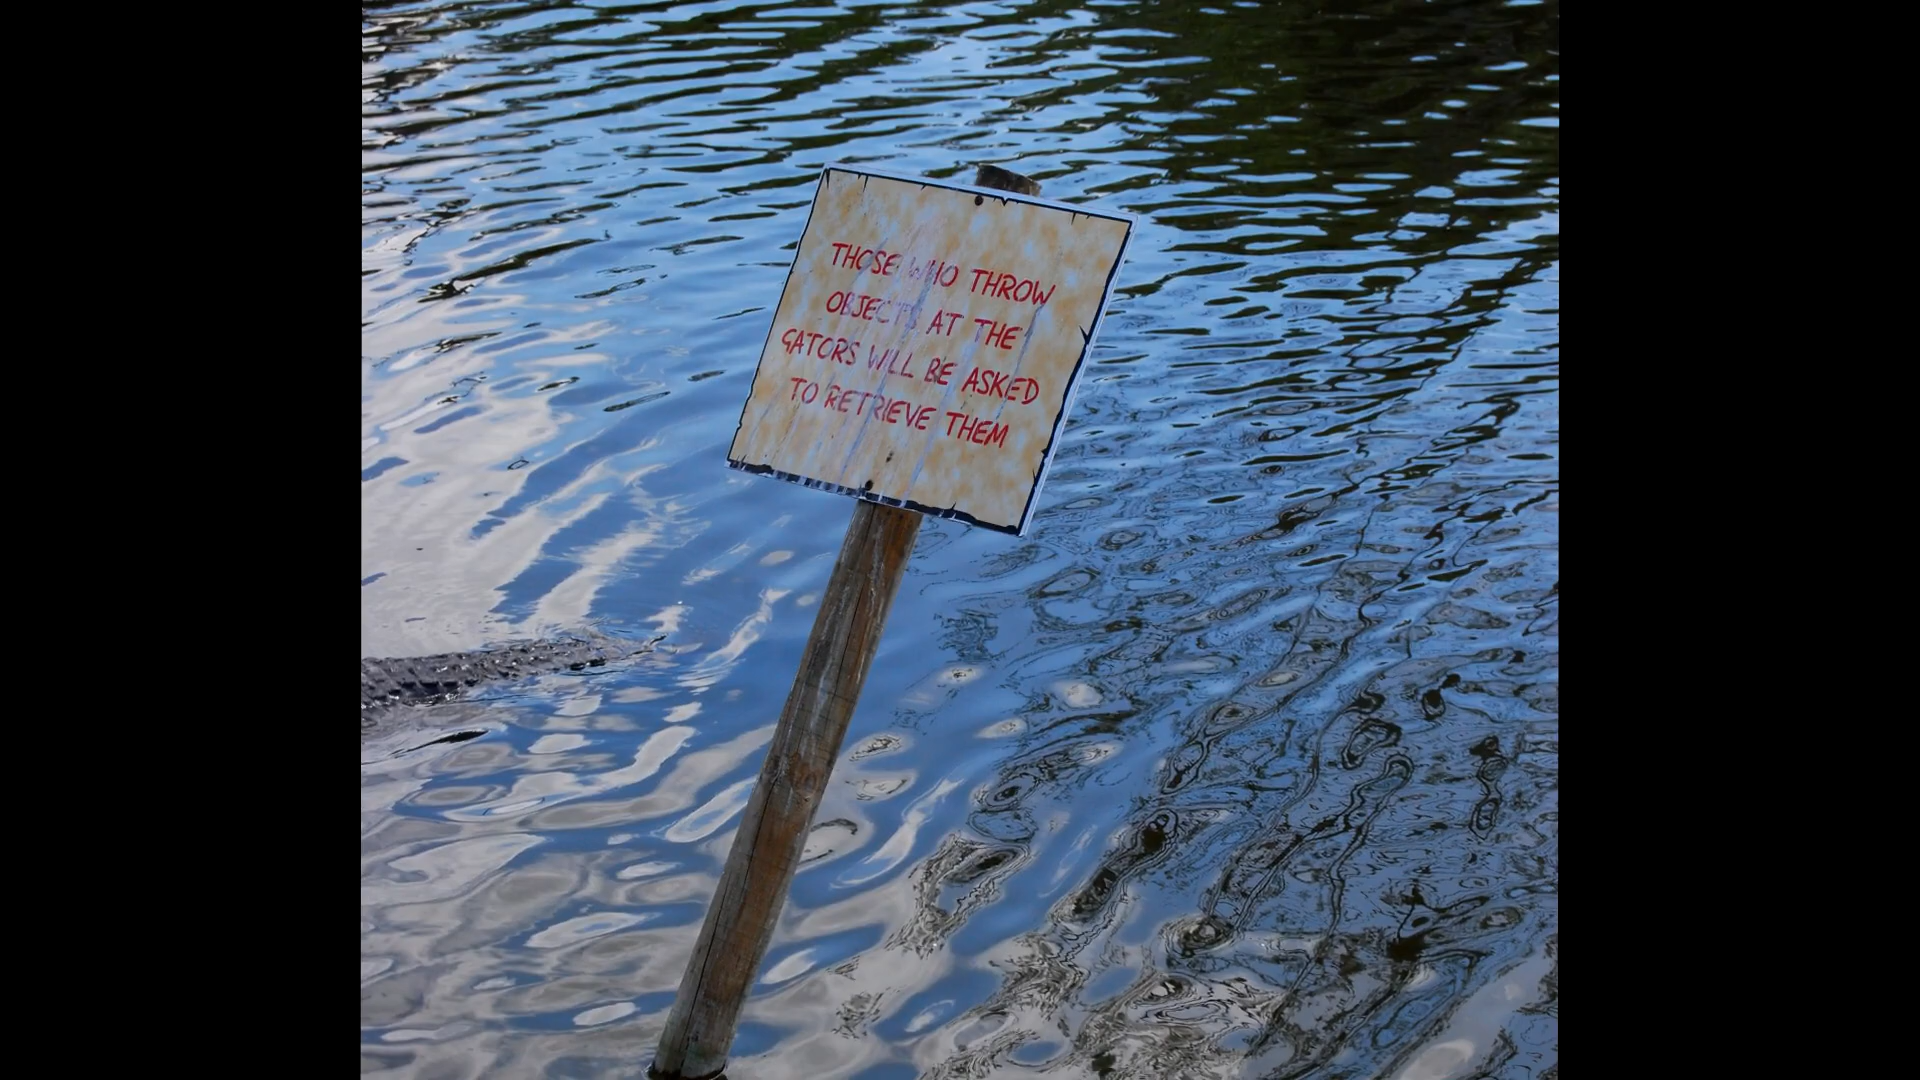 THOSE WHO THROW
OBJECTS AT THE
GATORS WILL BE ASKED
TO RETRIEVE THEM